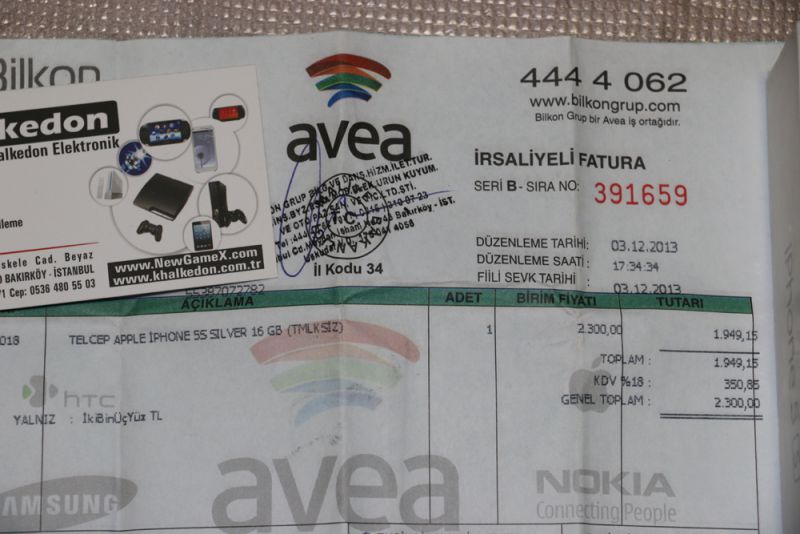 Bilkon
kedon
alkedon Elektronik
leme
skele Cad. Beyaz
0 BAKIRKÖY - İSTANBUL
71 Cep: 0536 480 55 03
www.NewGameX.com
www.khalkedon.com.tr
avea
İl Kodu 34
444 4 062
www.bilkongrup.com
Bilkon Grup bir Avea iş ortağıdır.
İRSALİYELİ FATURA
SERİ B - SIRA NO: 391659
DÜZENLEME TARİHİ: 03.12.2013
DÜZENLEME SAATİ: 17:34:34
FİİLİ SEVK TARİHİ: 03.12.2013
AÇIKLAMA ADET BİRİM FİYATI TUTARI
018 TELCEP APPLE İPHONE 5S SILVER 16 GB (TMLKSİZ) 1 2.300,00 1.949,15
TOPLAM : 1.949,15
KDV %18 : 350,85
GENEL TOPLAM : 2.300,00
htc
YALNIZ : İkiBinÜçYüz TL
avea
SAMSUNG
NOKIA
Connecting People